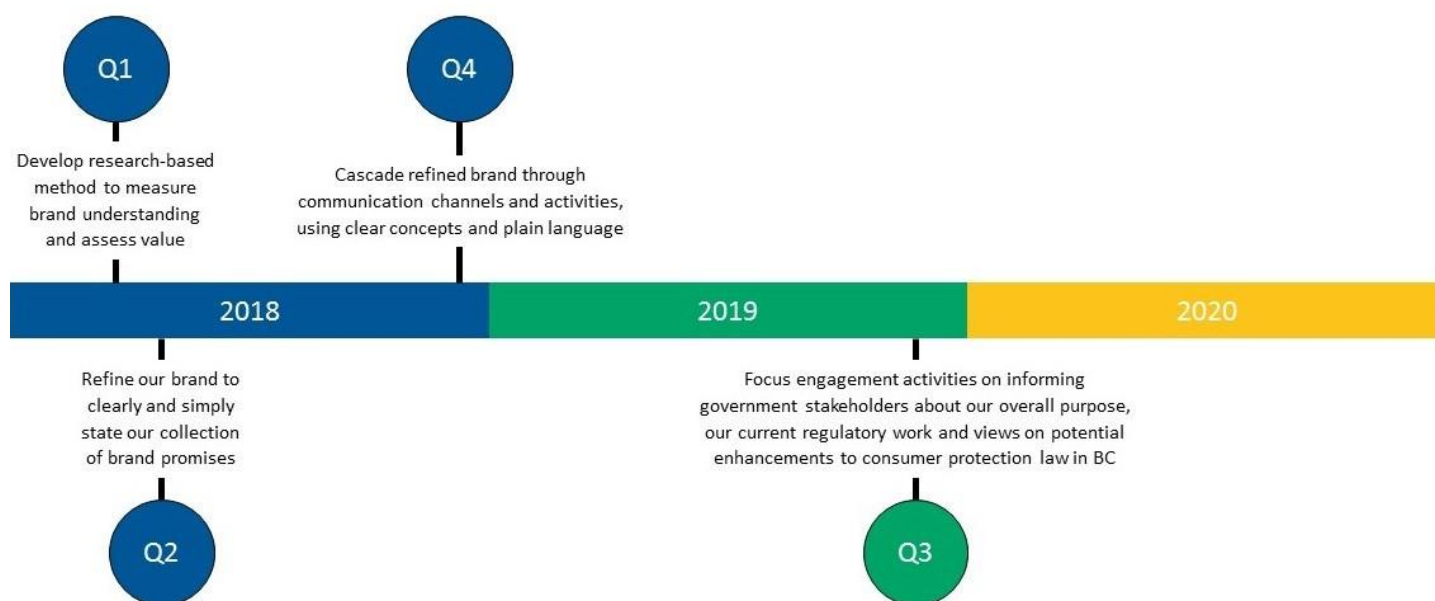 Q1
Q4
Develop research-based
method to measure
brand understanding
and assess value
Cascade refined brand through
communication channels and activities,
using clear concepts and plain language
2018
2019
2020
Refine our brand to
clearly and simply
state our collection
of brand promises
Focus engagement activities on informing
government stakeholders about our overall purpose,
our current regulatory work and views on potential
enhancements to consumer protection law in BC
Q2
Q3